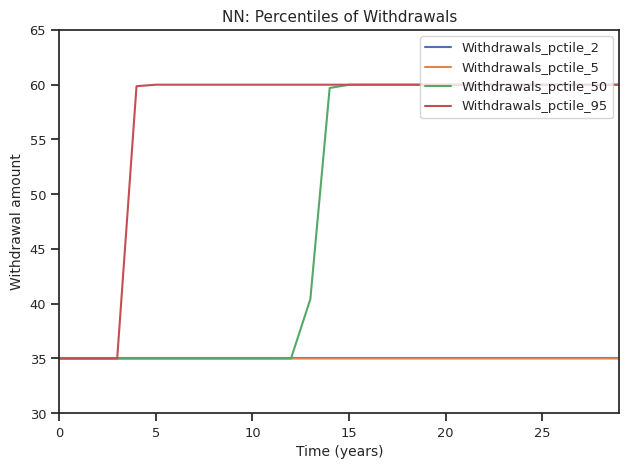 NN: Percentiles of Withdrawals
65
60
55
50
45
40
35
30
Withdrawal amount
Withdrawals_pctile_2
Withdrawals_pctile_5
Withdrawals_pctile_50
Withdrawals_pctile_95
0 5 10 15 20 25
Time (years)